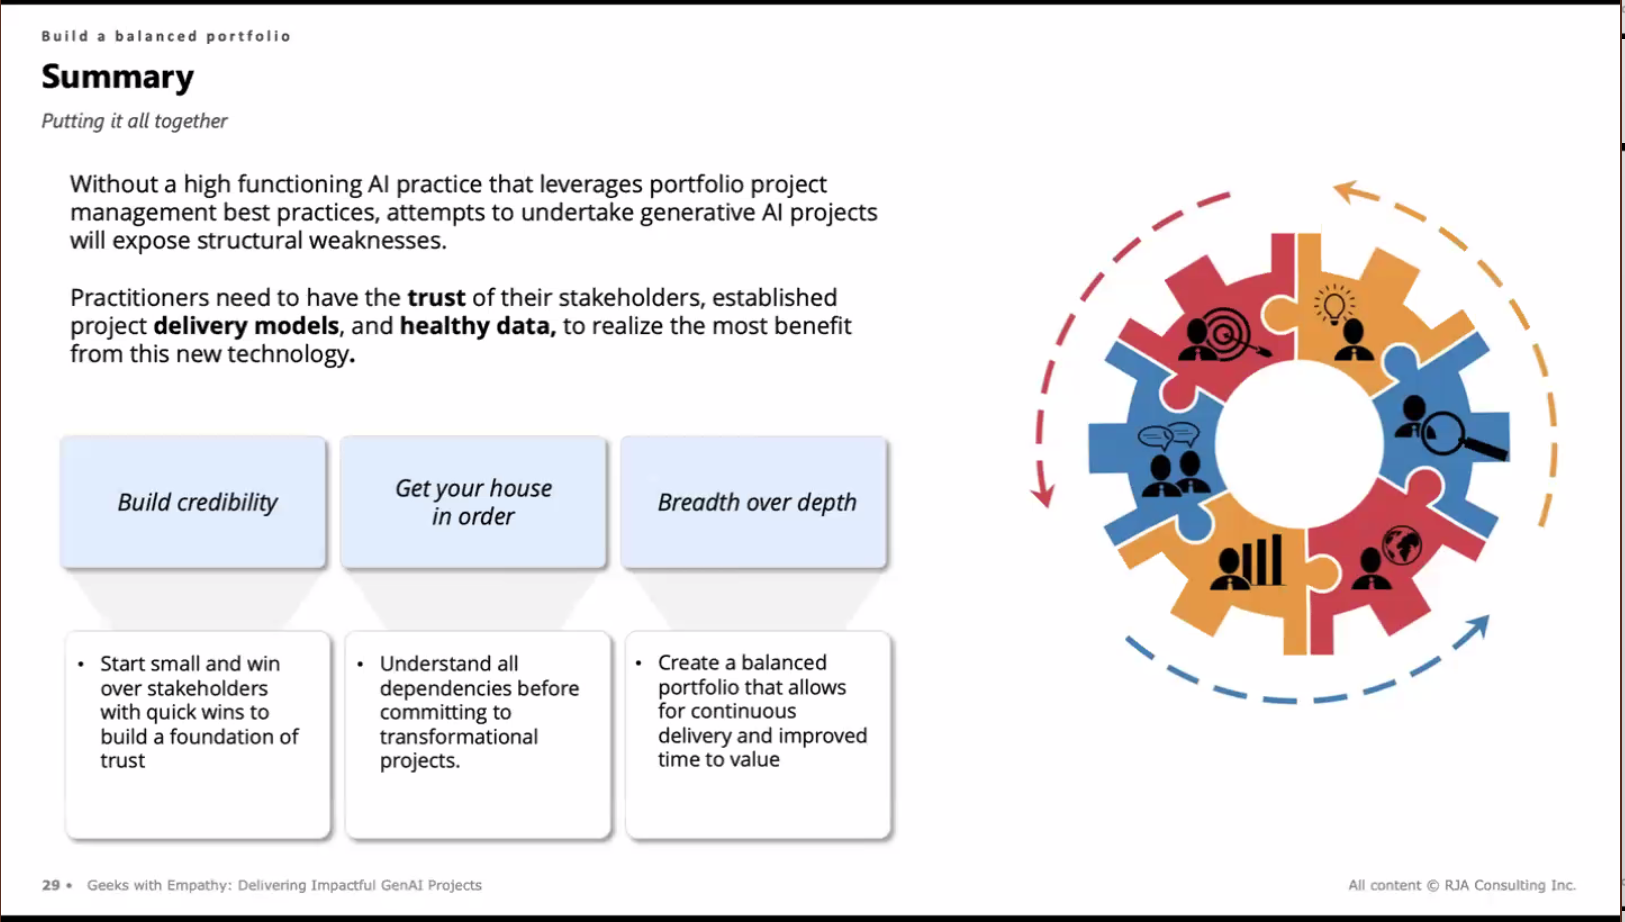 Build a balanced portfolio
Summary
Putting it all together
Without a high functioning AI practice that leverages portfolio project
management best practices, attempts to undertake generative AI projects
will expose structural weaknesses.
Practitioners need to have the trust of their stakeholders, established
project delivery models, and healthy data, to realize the most benefit
from this new technology.
Build credibility
Get your house
in order
Breadth over depth
• Start small and win
over stakeholders
with quick wins to
build a foundation of
trust
• Understand all
dependencies before
committing to
transformational
projects.
• Create a balanced
portfolio that allows
for continuous
delivery and improved
time to value
29 • Geeks with Empathy: Delivering Impactful GenAI Projects
All content © RJA Consulting Inc.